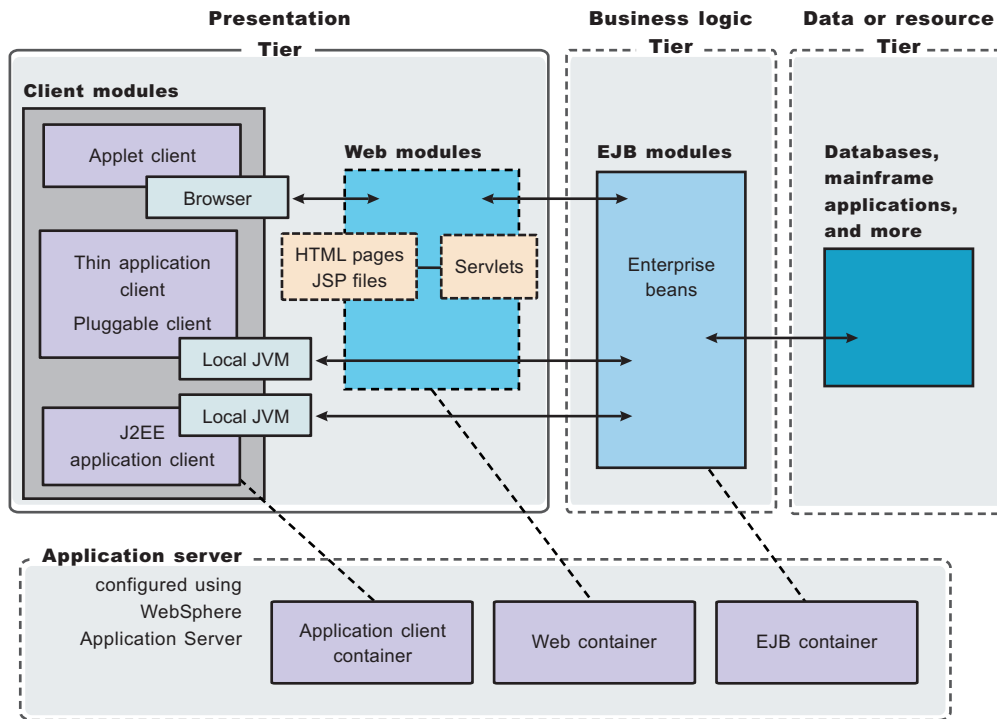 Presentation
Tier
Business logic
Tier
Data or resource
Tier
Client modules
Applet client
Browser
Thin application
client
Pluggable client
Local JVM
Local JVM
J2EE
application client
Web modules
HTML pages
JSP files
Servlets
EJB modules
Enterprise
beans
Databases,
mainframe
applications,
and more
Application server
configured using
WebSphere
Application Server
Application client
container
Web container
EJB container